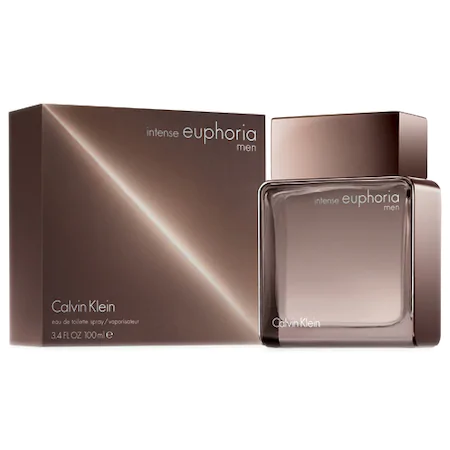 intense euphoria
men
Calvin Klein
eau de toilette spray / vaporisateur
3.4 FL.OZ. 100 ml ℮
intense euphoria
men
Calvin Klein